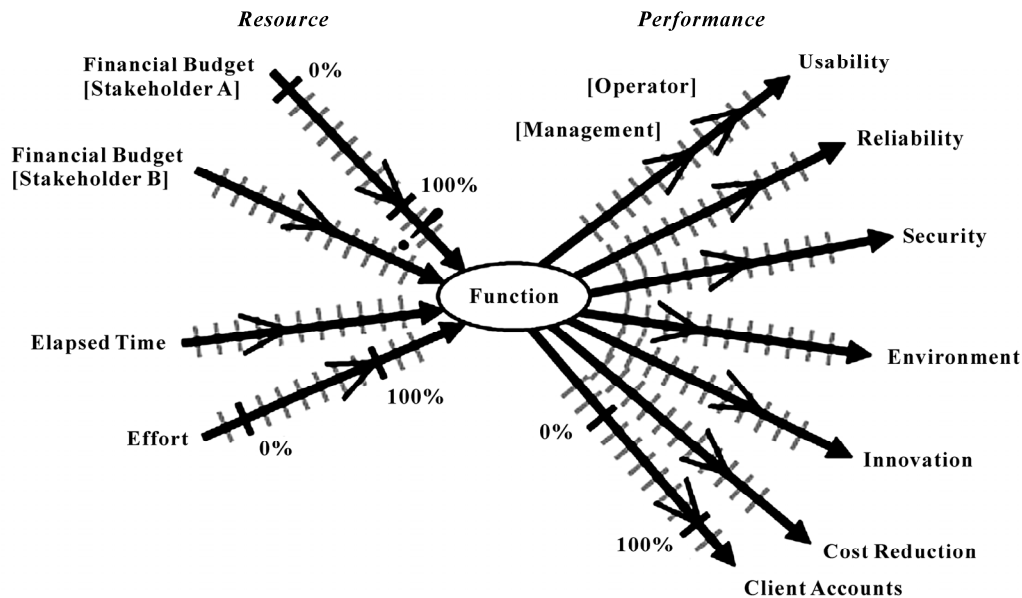 Resource
Performance
Financial Budget
[Stakeholder A]
0%
100%
Financial Budget
[Stakeholder B]
Elapsed Time
Effort
0%
100%
Function
[Operator]
[Management]
Usability
Reliability
Security
Environment
Innovation
Cost Reduction
Client Accounts
0%
100%